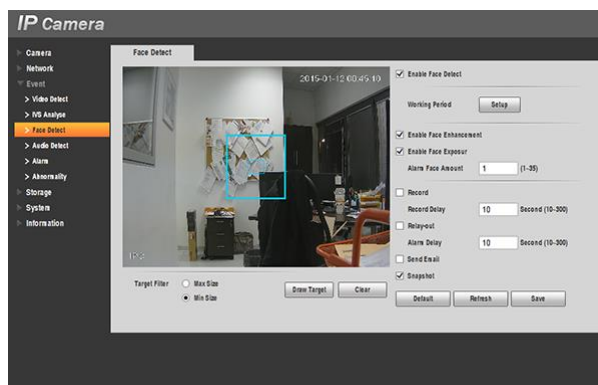 IP Camera
Camera
Network
Event
> Video Detect
> IVS Analyse
> Face Detect
> Audio Detect
> Alarm
> Abnormality
Storage
System
Information
Face Detect
2015-01-12 00:45:10
Target Filter
Max Size
Min Size
Draw Target
Clear
Enable Face Detect
Working Period
Setup
Enable Face Enhancement
Enable Face Exposur
Alarm Face Amount
1
(1-35)
Record
Record Delay
10
Second (10-300)
Relay-out
Alarm Delay
10
Second (10-300)
Send Email
Snapshot
Default
Refresh
Save